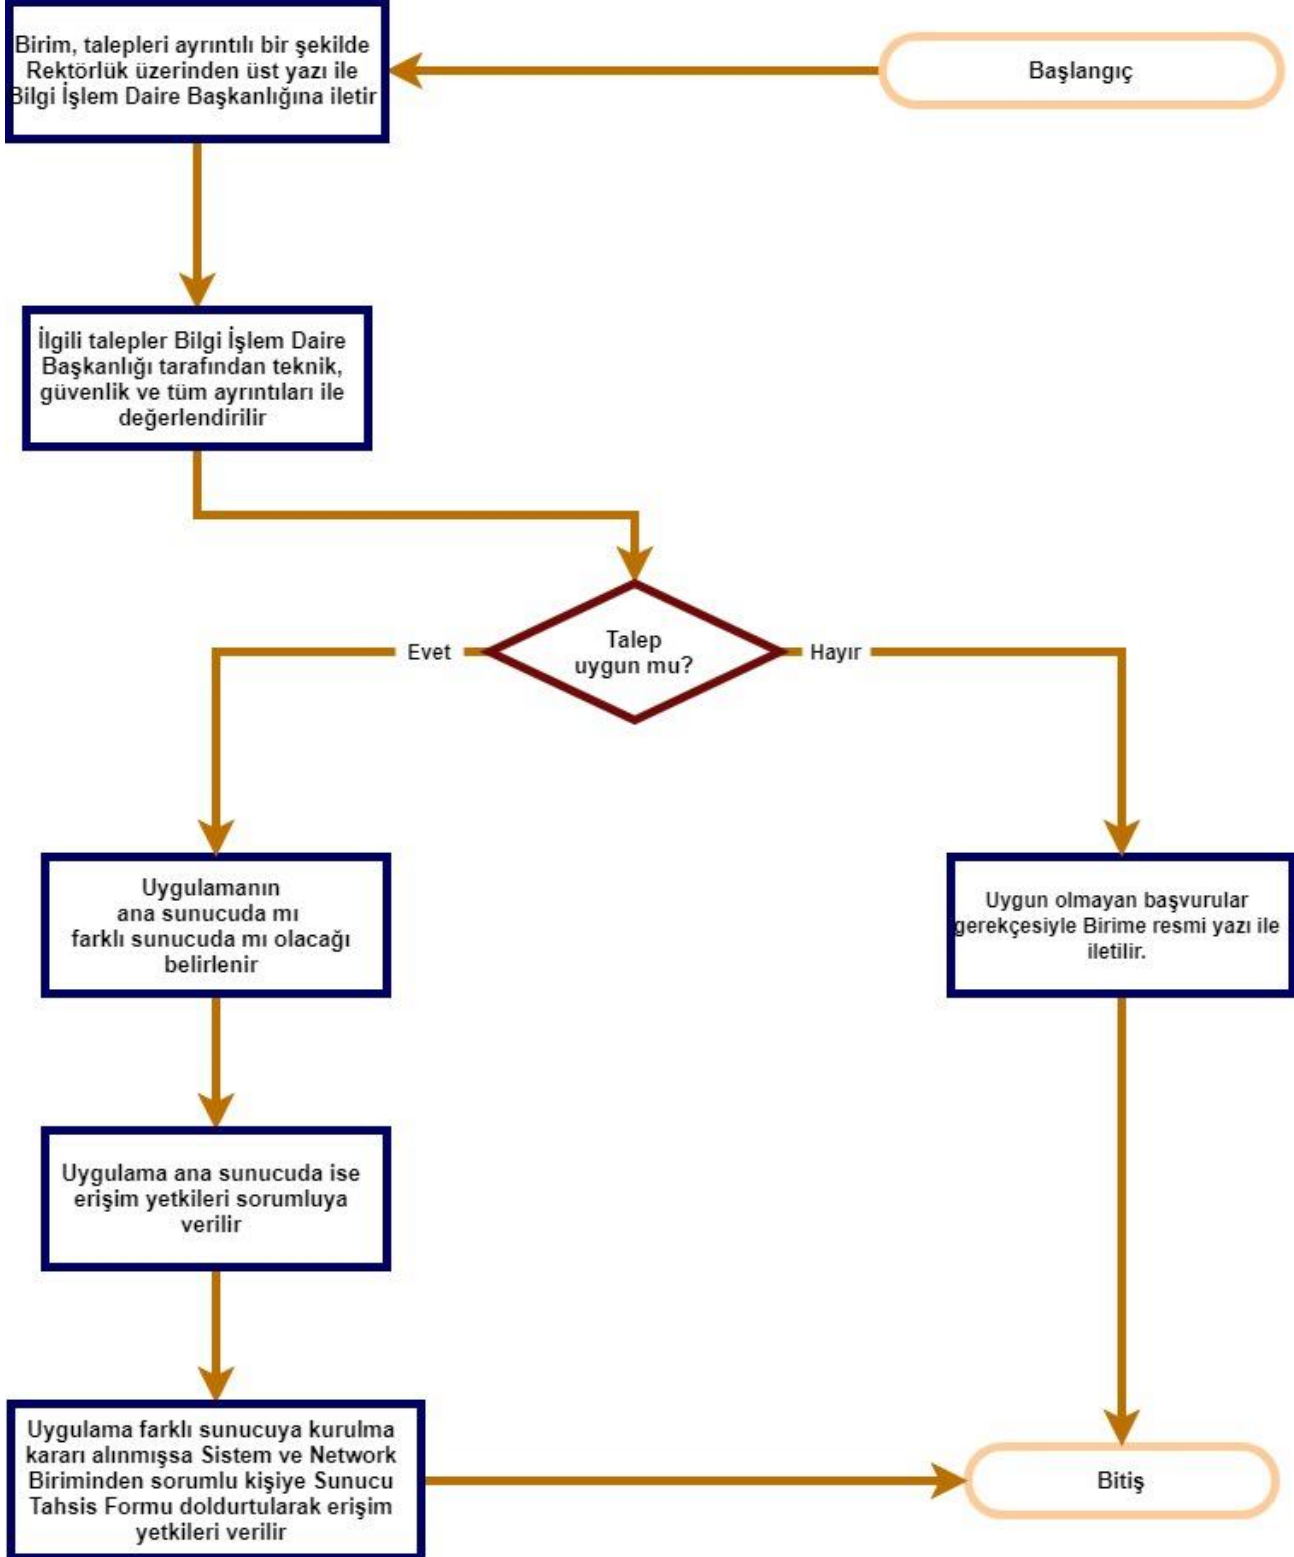 Başlangıç
Birim, talepleri ayrıntılı bir şekilde
Rektörlük üzerinden üst yazı ile
Bilgi İşlem Daire Başkanlığına iletir
İlgili talepler Bilgi İşlem Daire
Başkanlığı tarafından teknik,
güvenlik ve tüm ayrıntıları ile
değerlendirilir
Talep
uygun mu?
Evet
Hayır
Uygulamanın
ana sunucuda mı
farklı sunucuda mı olacağı
belirlenir
Uygun olmayan başvurular
gerekçesiyle Birime resmi yazı ile
iletilir.
Uygulama ana sunucuda ise
erişim yetkileri sorumluya
verilir
Uygulama farklı sunucuya kurulma
kararı alınmışsa Sistem ve Network
Biriminden sorumlu kişiye Sunucu
Tahsis Formu doldurtularak erişim
yetkileri verilir
Bitiş